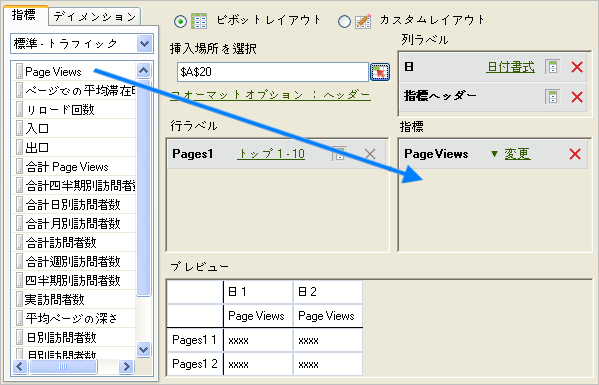 指標
ディメンション
標準 - トラフィック
Page Views
ページでの平均滞在
リロード回数
入口
出口
合計 Page Views
合計四半期別訪問者
合計日別訪問者数
合計月別訪問者数
合計訪問者数
合計週別訪問者数
四半期別訪問者数
実訪問者数
平均ページの深さ
日別訪問者数
月別訪問者数
ピボットレイアウト
カスタムレイアウト
挿入場所を選択
$A$20
フォーマットオプション : ヘッダー
列ラベル
日 日付書式
指標ヘッダー
行ラベル
Pages1 トップ 1 - 10
指標
Page Views ▼ 変更
プレビュー
日 1 日 2
Page Views Page Views
Pages1 1 xxxx xxxx
Pages1 2 xxxx xxxx